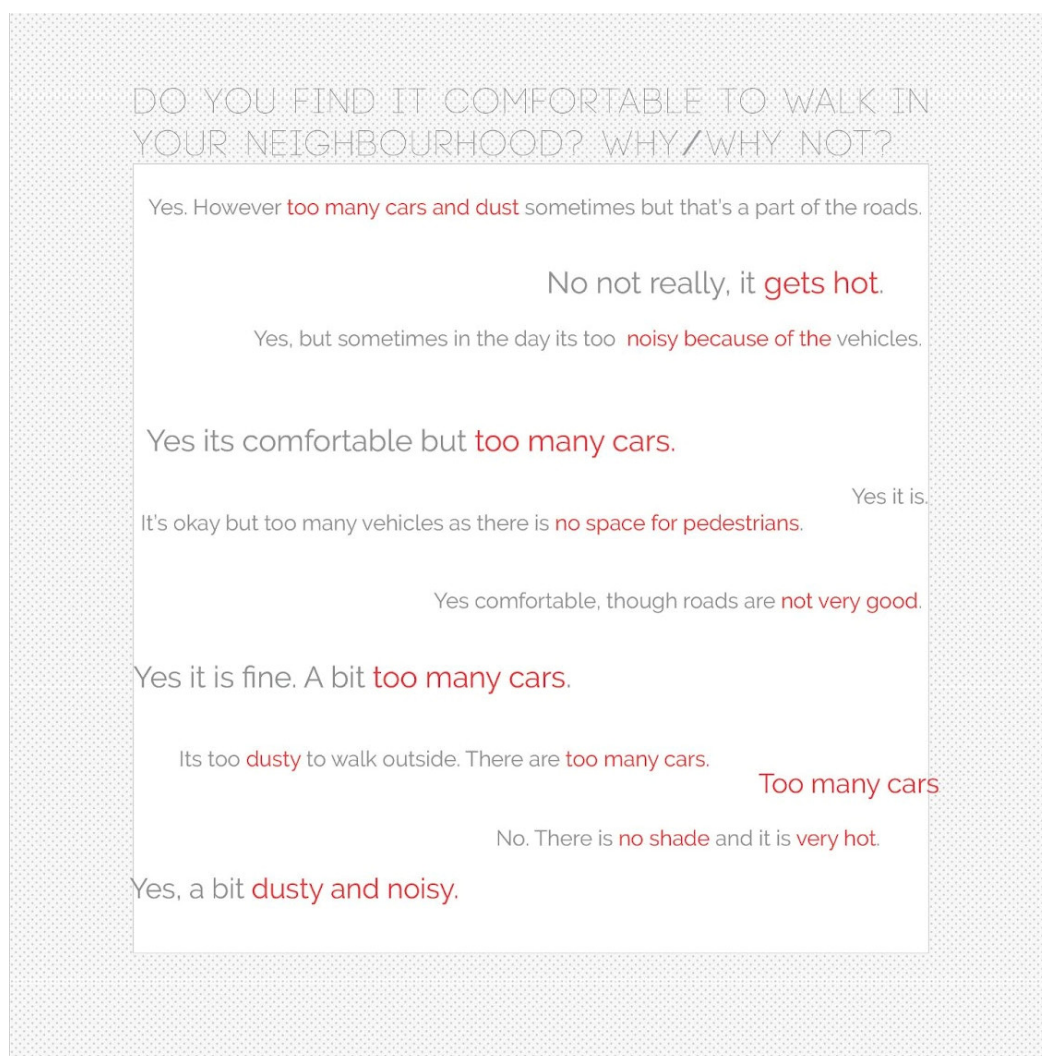 DO YOU FIND IT COMFORTABLE TO WALK IN
YOUR NEIGHBOURHOOD? WHY/WHY NOT?
Yes. However too many cars and dust sometimes but that's a part of the roads.
No not really, it gets hot.
Yes, but sometimes in the day its too noisy because of the vehicles.
Yes its comfortable but too many cars.
Yes it is.
It's okay but too many vehicles as there is no space for pedestrians.
Yes comfortable, though roads are not very good.
Yes it is fine. A bit too many cars.
Its too dusty to walk outside. There are too many cars.
Too many cars
No. There is no shade and it is very hot.
Yes, a bit dusty and noisy.